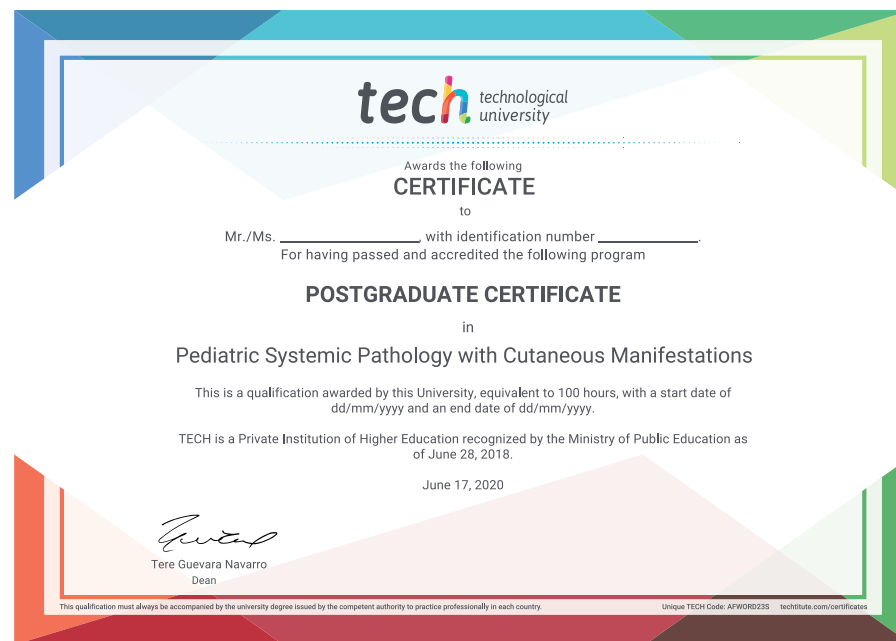 tech technological
university
Awards the following
CERTIFICATE
to
Mr./Ms. ____________________, with identification number ______________.
For having passed and accredited the following program
POSTGRADUATE CERTIFICATE
in
Pediatric Systemic Pathology with Cutaneous Manifestations
This is a qualification awarded by this University, equivalent to 100 hours, with a start date of
dd/mm/yyyy and an end date of dd/mm/yyyy.
TECH is a Private Institution of Higher Education recognized by the Ministry of Public Education as
of June 28, 2018.
June 17, 2020
Tere Guevara Navarro
Dean
This qualification must always be accompanied by the university degree issued by the competent authority to practice professionally in each country. Unique TECH Code: AFWORD23S techtitute.com/certificates